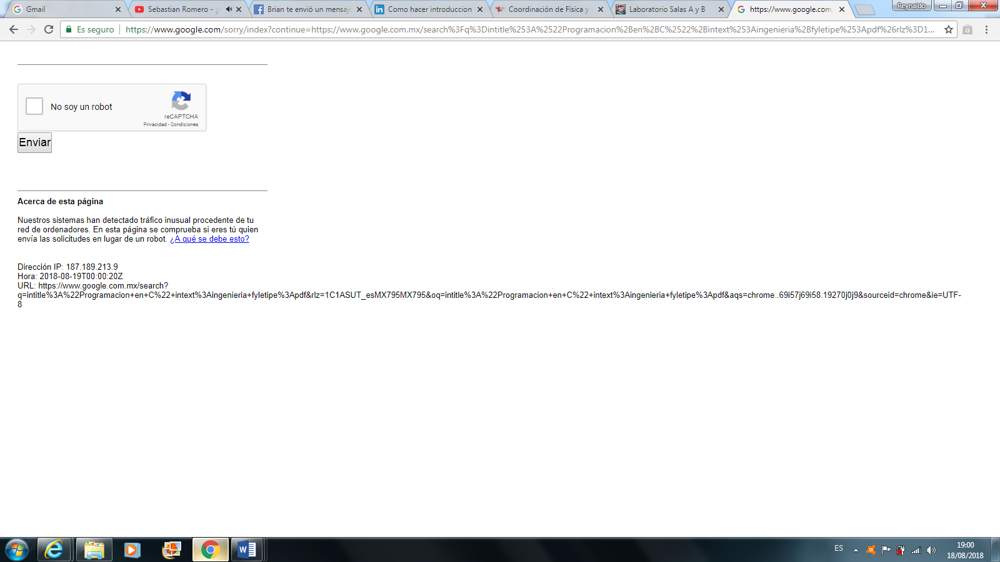 Gmail
Sebastian Romero - ¿A
Brian te envió un mensaje
Como hacer introduccion
Coordinación de Física y
Laboratorio Salas A y B
https://www.google.com.
Reynaldo
Es seguro
https://www.google.com/sorry/index?continue=https://www.google.com.mx/search%3Fq%3Dintitle%253A%2522Programacion%2Ben%2BC%2522%2Bintext%253Aingenieria%2Bfyletipe%253Apdf%26rlz%3D1...
No soy un robot
reCAPTCHA
Privacidad - Condiciones
Enviar
Acerca de esta página
Nuestros sistemas han detectado tráfico inusual procedente de tu
red de ordenadores. En esta página se comprueba si eres tú quien
envía las solicitudes en lugar de un robot. ¿A qué se debe esto?
Dirección IP: 187.189.213.9
Hora: 2018-08-19T00:00:20Z
URL: https://www.google.com.mx/search?
q=intitle%3A%22Programacion+en+C%22+intext%3Aingenieria+fyletipe%3Apdf&rlz=1C1ASUT_esMX795MX795&oq=intitle%3A%22Programacion+en+C%22+intext%3Aingenieria+fyletipe%3Apdf&aqs=chrome..69i57j69i58.19270j0j9&sourceid=chrome&ie=UTF-
8
ES
19:00
18/08/2018